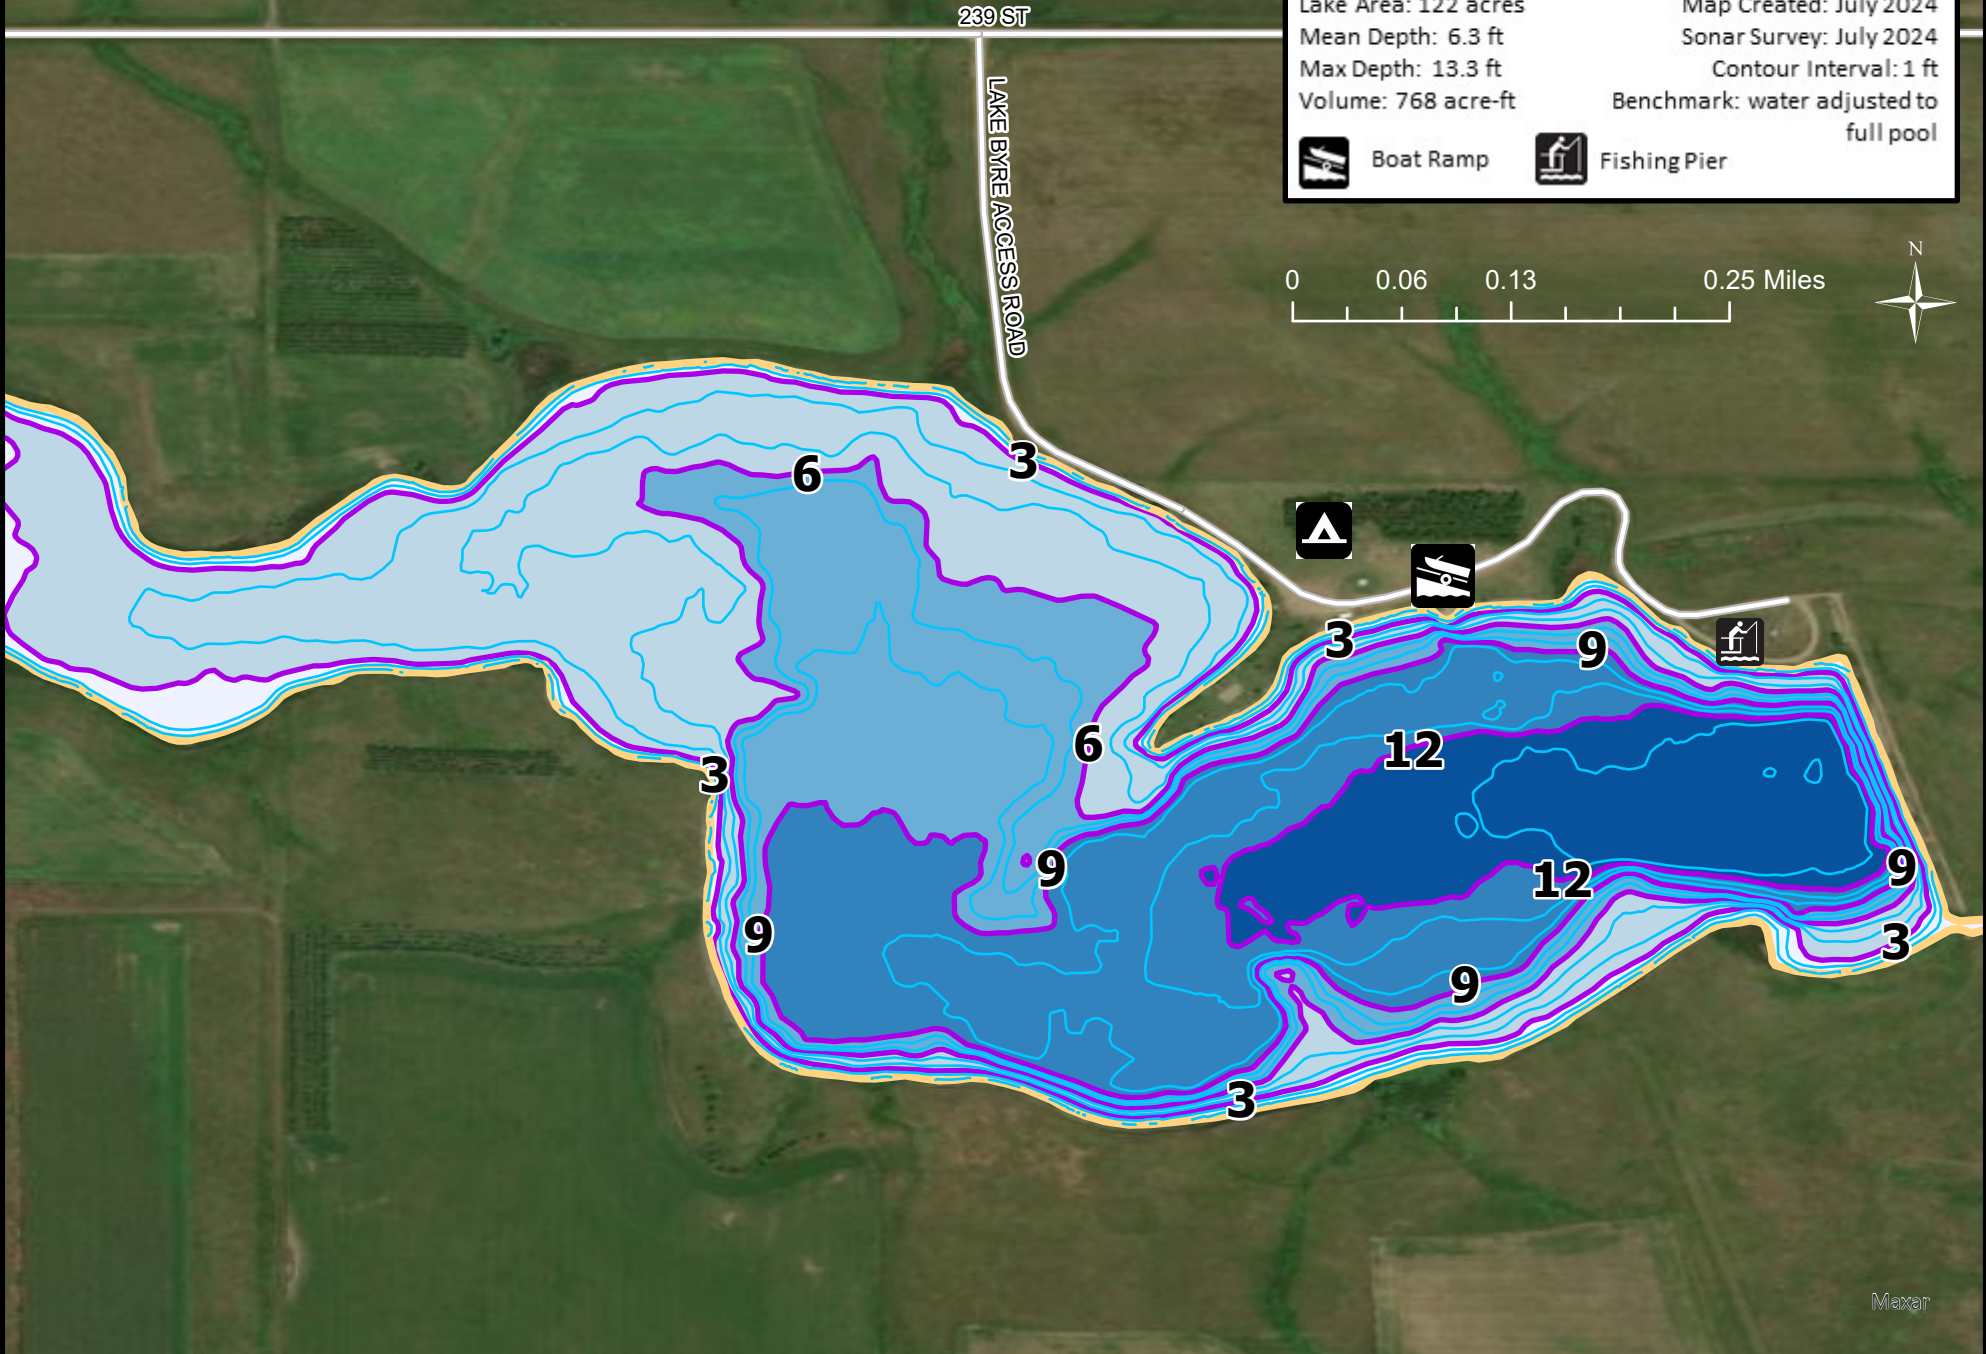 239 ST
Lake Area: 122 acres
Map Created: July 2024
Mean Depth: 6.3 ft
Sonar Survey: July 2024
Max Depth: 13.3 ft
Contour Interval: 1 ft
Volume: 768 acre-ft
Benchmark: water adjusted to
full pool
Boat Ramp
Fishing Pier
LAKE BYRE ACCESS ROAD
N
0 0.06 0.13 0.25 Miles
3
6
3
9
6
12
3
9
9
12
9
3
9
3
Maxar